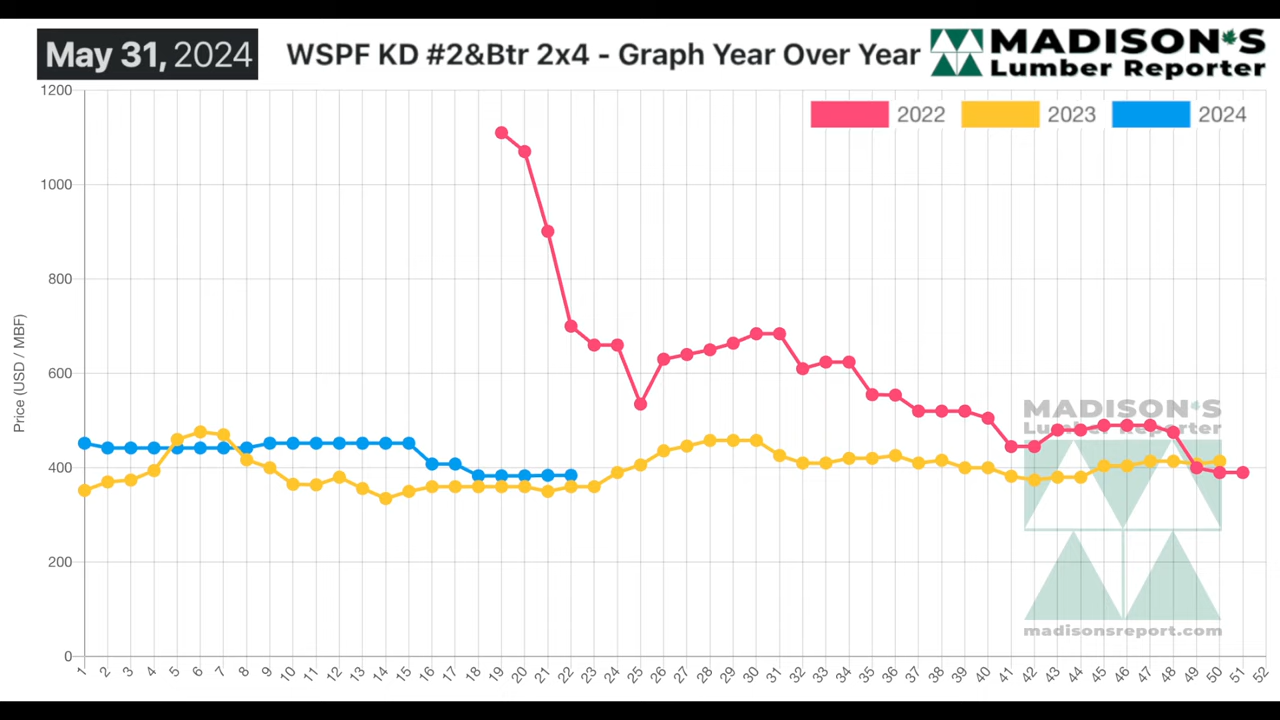 May 31, 2024
WSPF KD #2&Btr 2x4 - Graph Year Over Year
MADISON'S
Lumber Reporter
2022
2023
2024
Price (USD / MBF)
1200
1000
800
600
400
200
0
MADISON'S
Lumber Reporter
madisonsreport.com
1 2 3 4 5 6 7 8 9 10 11 12 13 14 15 16 17 18 19 20 21 22 23 24 25 26 27 28 29 30 31 32 33 34 35 36 37 38 39 40 41 42 43 44 45 46 47 48 49 50 51 52